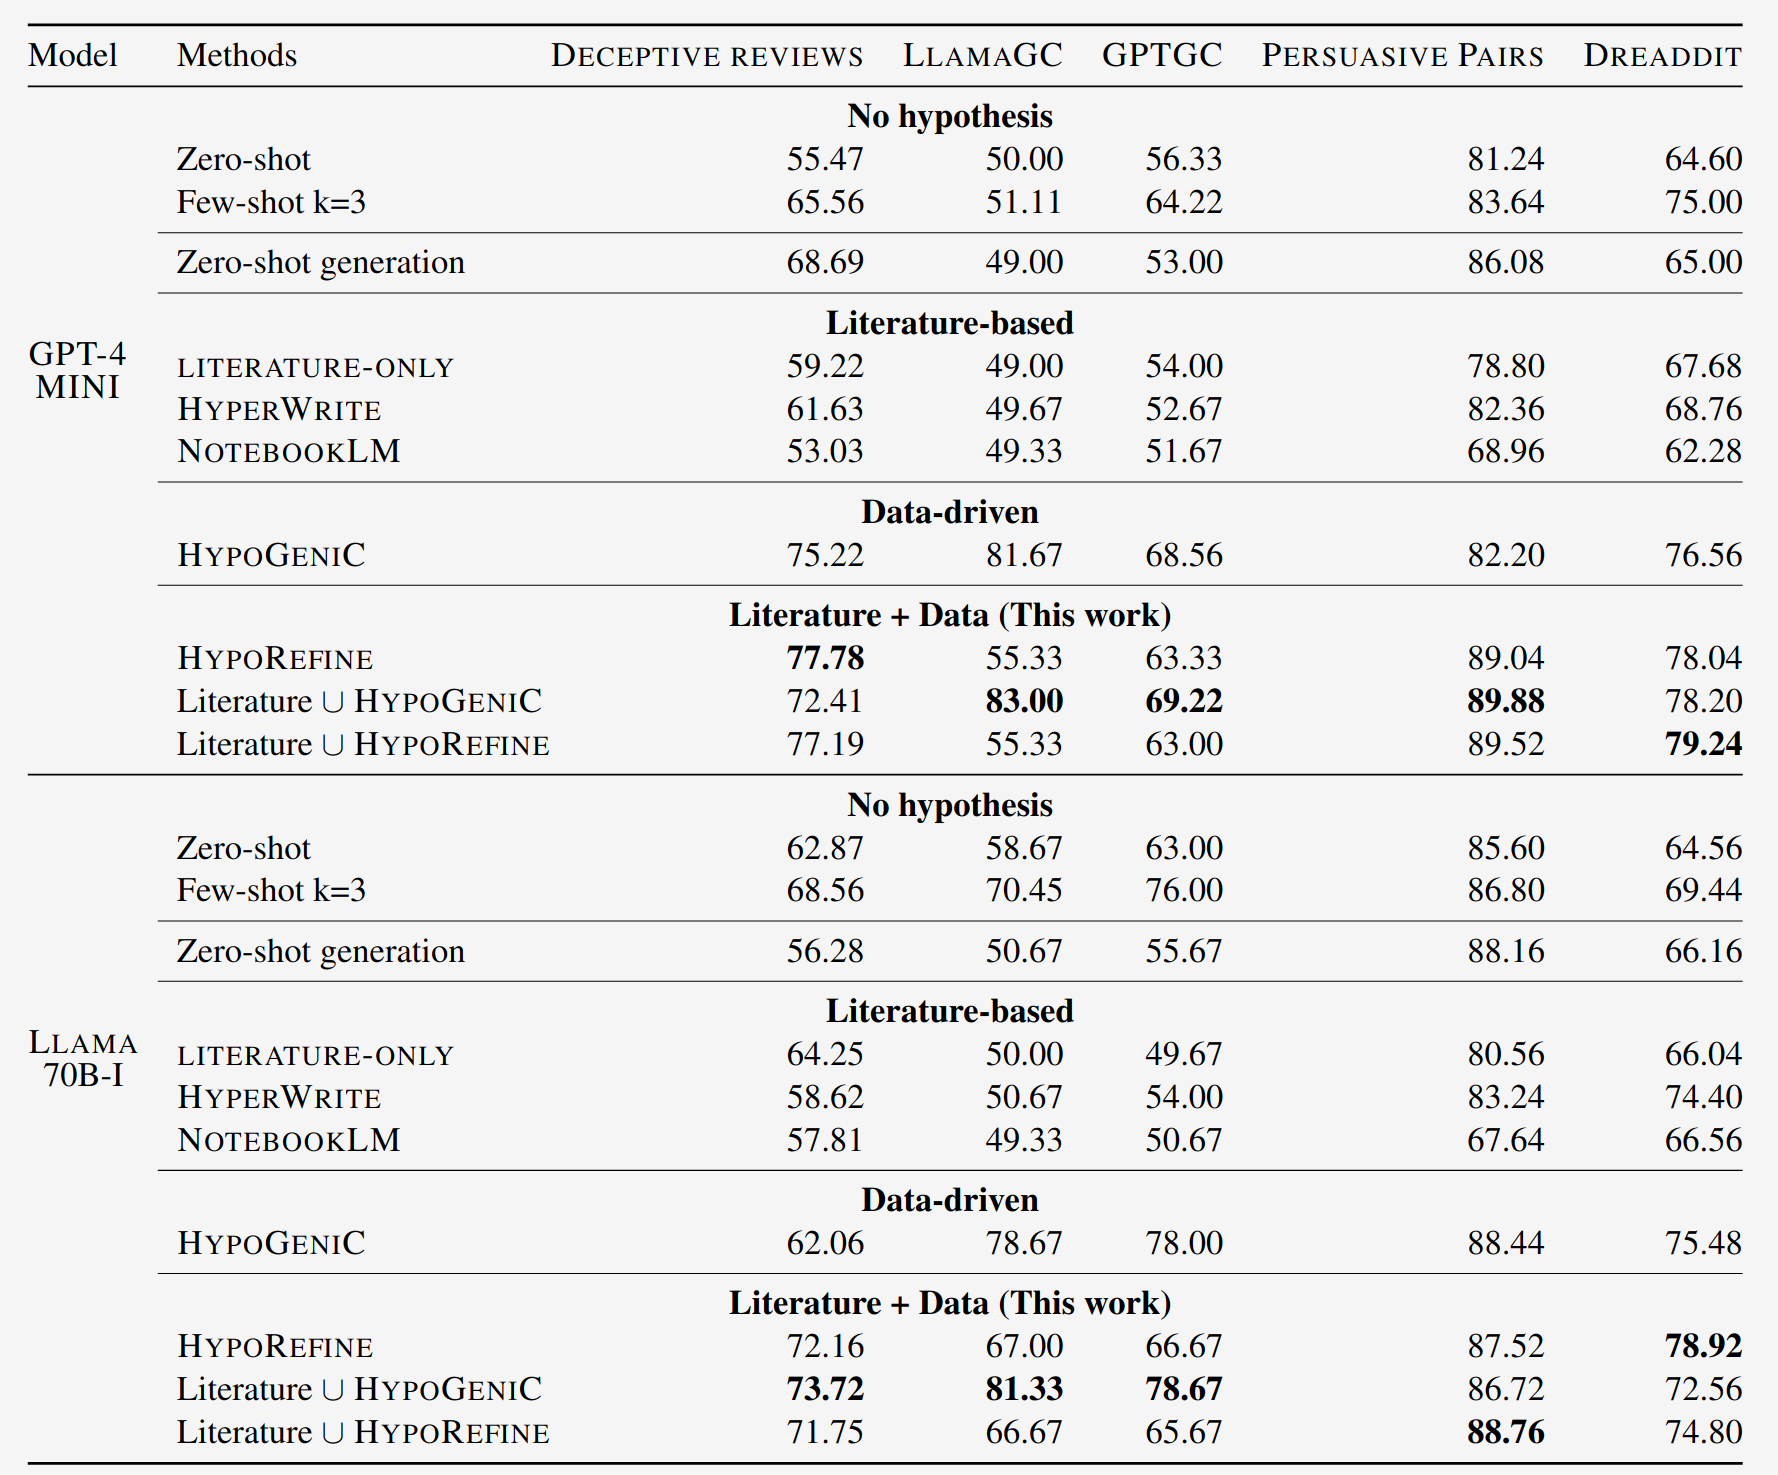 Model Methods DECEPTIVE REVIEWS LLAMAGC GPTGC PERSUASIVE PAIRS DREADDIT
No hypothesis
Zero-shot 55.47 50.00 56.33 81.24 64.60
Few-shot k=3 65.56 51.11 64.22 83.64 75.00
Zero-shot generation 68.69 49.00 53.00 86.08 65.00
Literature-based
GPT-4
MINI
LITERATURE-ONLY 59.22 49.00 54.00 78.80 67.68
HYPERWRITE 61.63 49.67 52.67 82.36 68.76
NOTEBOOKLM 53.03 49.33 51.67 68.96 62.28
Data-driven
HYPOGENIC 75.22 81.67 68.56 82.20 76.56
Literature + Data (This work)
HYPOREFINE 77.78 55.33 63.33 89.04 78.04
Literature ∪ HYPOGENIC 72.41 83.00 69.22 89.88 78.20
Literature ∪ HYPOREFINE 77.19 55.33 63.00 89.52 79.24
No hypothesis
Zero-shot 62.87 58.67 63.00 85.60 64.56
Few-shot k=3 68.56 70.45 76.00 86.80 69.44
Zero-shot generation 56.28 50.67 55.67 88.16 66.16
Literature-based
LLAMA
70B-I
LITERATURE-ONLY 64.25 50.00 49.67 80.56 66.04
HYPERWRITE 58.62 50.67 54.00 83.24 74.40
NOTEBOOKLM 57.81 49.33 50.67 67.64 66.56
Data-driven
HYPOGENIC 62.06 78.67 78.00 88.44 75.48
Literature + Data (This work)
HYPOREFINE 72.16 67.00 66.67 87.52 78.92
Literature ∪ HYPOGENIC 73.72 81.33 78.67 86.72 72.56
Literature ∪ HYPOREFINE 71.75 66.67 65.67 88.76 74.80